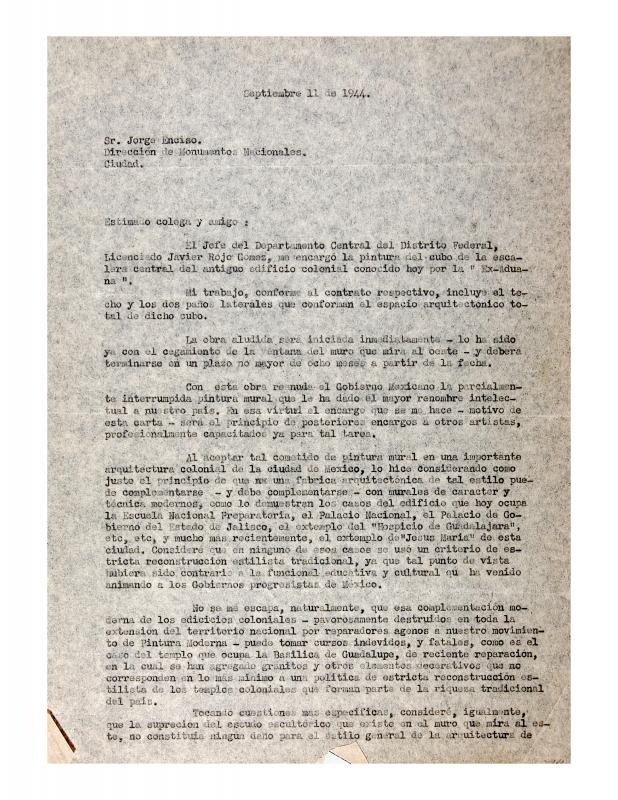 Septiembre 11 de 1944.
Sr. Jorge Enciso.
Dirección de Monumentos Nacionales.
Ciudad.
Estimado colega y amigo :
El Jefe del Departamento Central del Distrito Federal,
Licenciado Javier Rojo Gomez, me encargó la pintura del cubo de la esca-
lera central del antiguo edificio colonial conocido hoy por la " Ex-Adua-
na ".
Mi trabajo, conforme al contrato respectivo, incluye el te-
cho y los dos paños laterales que conforman el espacio arquitectónico to-
tal de dicho cubo.
La obra aludida será iniciada inmediatamente - lo ha sido
ya con el cegamiento de la ventana del muro que mira al oeste - y deberá
terminarse en un plazo no mayor de ocho meses a partir de la fecha.
Con esta obra reanuda el Gobierno Mexicano la parcialmen-
te interrumpida pintura mural que le ha dado el mayor renombre intelec-
tual a nuestro país. En esa virtud el encargo que se me hace - motivo de
esta carta - será el principio de posteriores encargos a otros artistas,
profesionalmente capacitados ya para tal tarea.
Al aceptar tal cometido de pintura mural en una importante
arquitectura colonial de la ciudad de Mexico, lo hice considerando como
justo el principio de que una fabrica arquitectónica de tal estilo pue-
de complementarse - y debe complementarse - con murales de caracter y
técnica modernos, como lo demuestran los casos del edificio que hoy ocupa
la Escuela Nacional Preparatoria, el Palacio Nacional, el Palacio de Go-
bierno del Estado de Jalisco, el extemplo del "Hospicio de Guadalajara",
etc, etc, y mucho mas recientemente, el extemplo de "Jesus María" de esta
ciudad. Consideré que en ninguno de esos casos se usó un criterio de es-
tricta reconstrucción estilista tradicional, ya que tal punto de vista
hubiera sido contrario a la funcional educativa y cultural que ha venido
animando a los Gobiernos progresistas de México.
No se me escapa, naturalmente, que esa complementación mo-
derna de los edicicios coloniales - pavorosamente destruidos en toda la
extensión del territorio nacional por reparadores agenos a nuestro movimien-
to de Pintura Moderna - puede tomar cursos indevidos, y fatales, como es el
caso del templo que ocupa la Basilica de Guadalupe, de reciente reparacion,
en la cual se han agregado granitos y otros elementos decorativos que no
corresponden en lo mas minimo a una politica de estricta reconstrucción es-
tilista de los templos coloniales que forman parte de la riqueza tradicional
del pais.
Tocando cuestiones mas especificas, consideré, igualmente,
que la supresion del escudo escultórico que existe en el muro que mira al es-
te, no constituía ningun daño para el estilo general de la arquitectura de